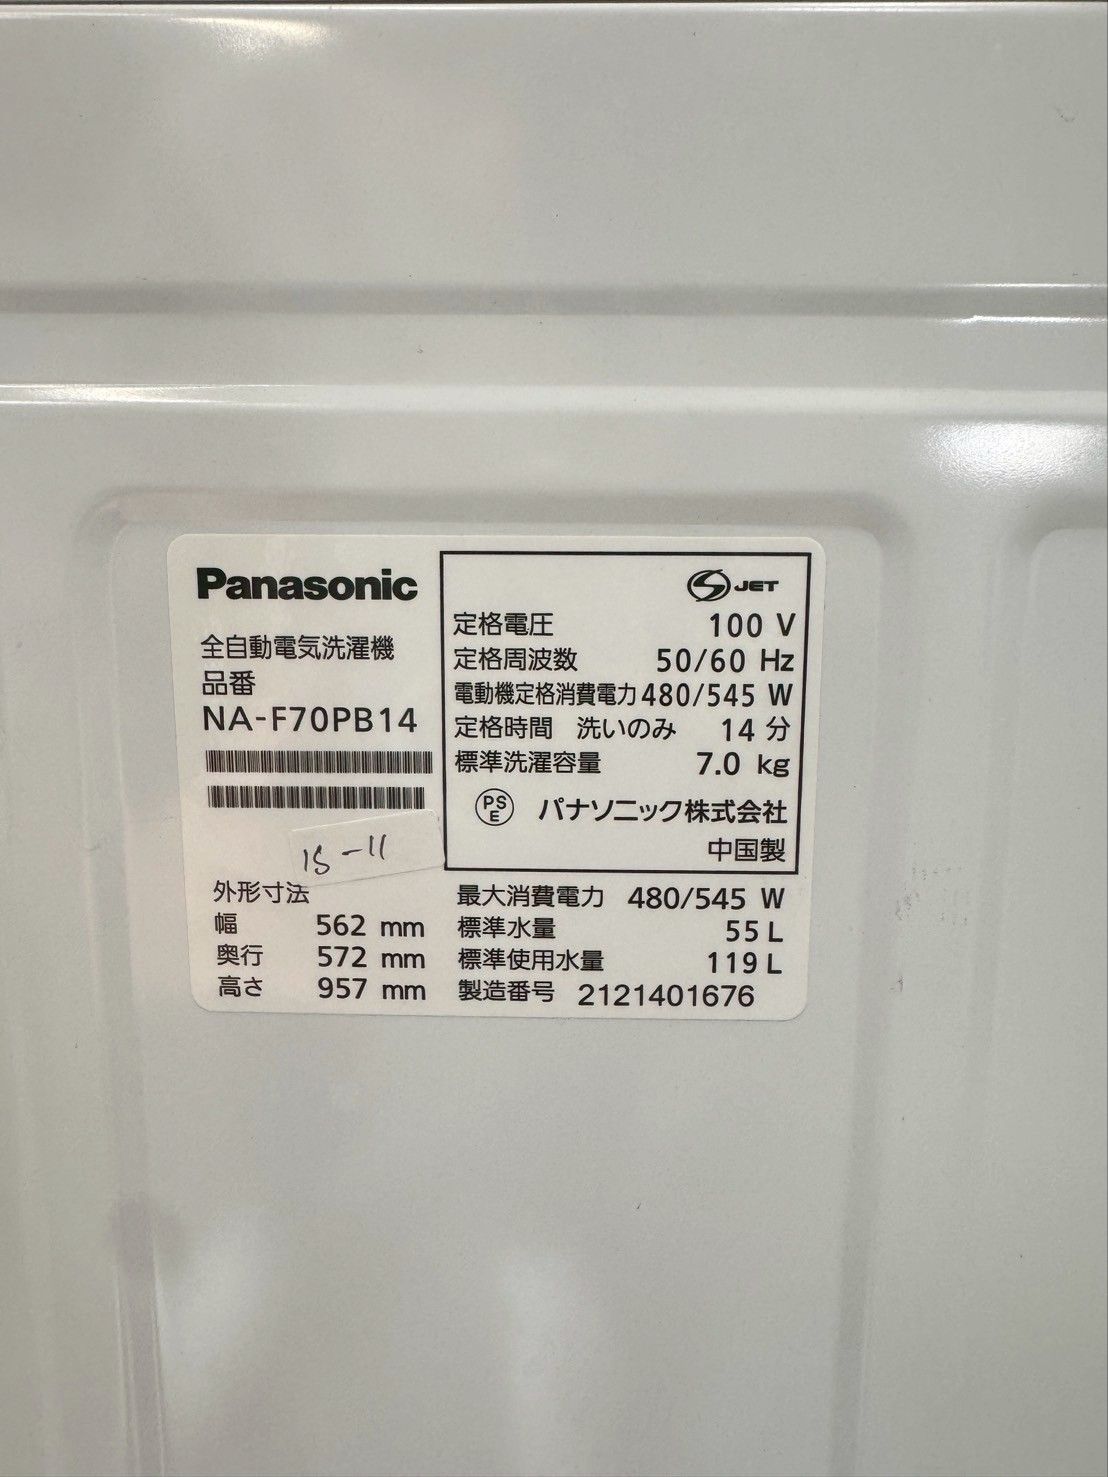 Panasonic
全自動電気洗濯機
品番
NA-F70PB14
15-11
外形寸法
幅 562 mm
奥行 572 mm
高さ 957 mm
S JET
定格電圧 100 V
定格周波数 50/60 Hz
電動機定格消費電力 480/545 W
定格時間 洗いのみ 14 分
標準洗濯容量 7.0 kg
PSE パナソニック株式会社
中国製
最大消費電力 480/545 W
標準水量 55 L
標準使用水量 119 L
製造番号 2121401676